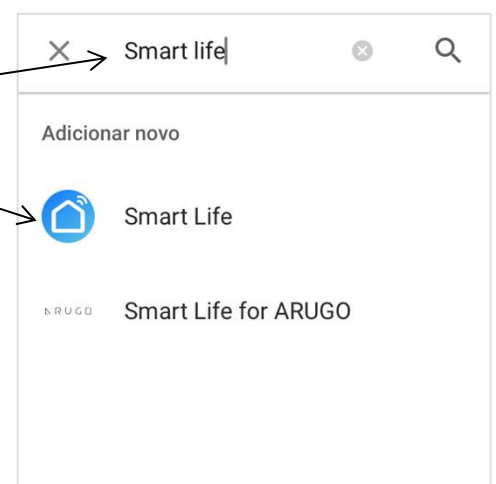 Smart life
Adicionar novo
Smart Life
ARUGO
Smart Life for ARUGO